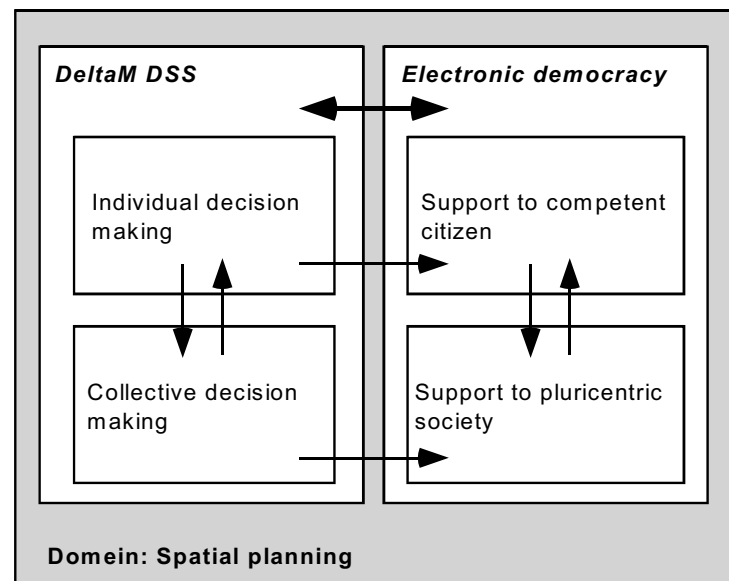 DeltaM DSS
Electronic democracy
Individual decision
making
Support to competent
citizen
Collective decision
making
Support to pluricentric
society
Domein: Spatial planning